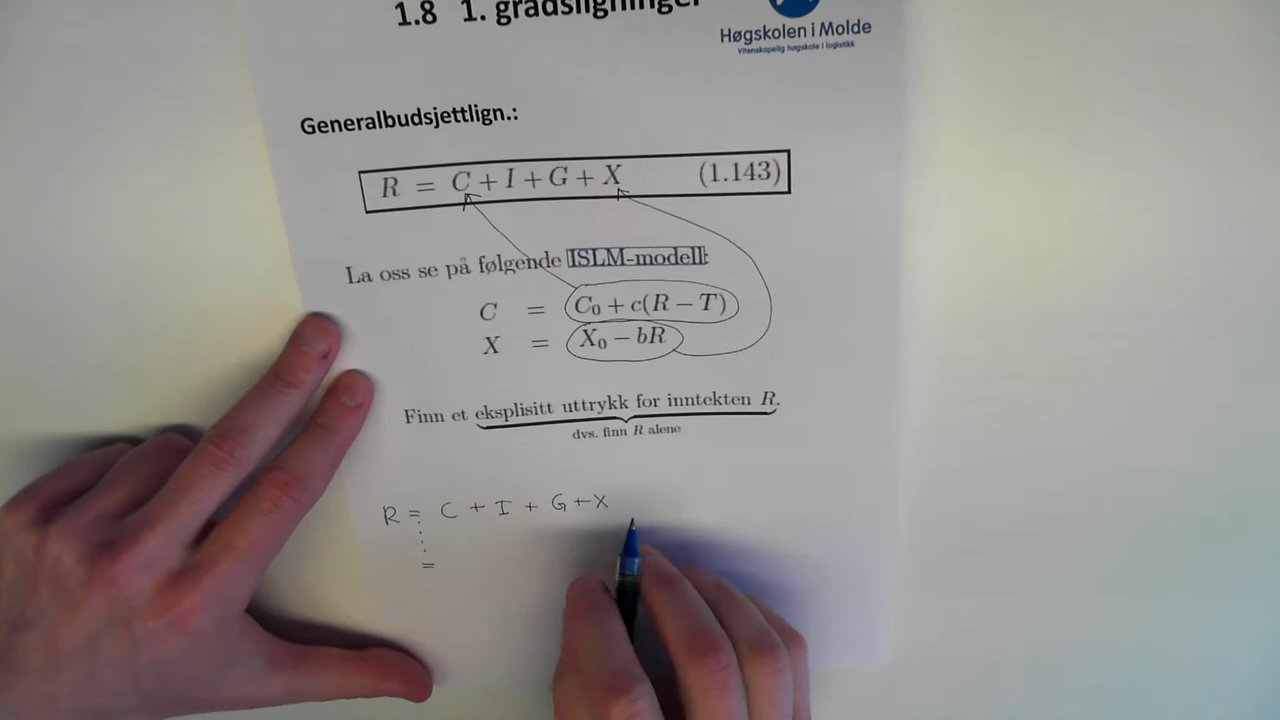 1.8 1. gradsligninger
Høgskolen i Molde
Vitenskapelig høgskole i logistikk
Generalbudsjettlign.:
R = C + I + G + X (1.143)
La oss se på følgende ISLM-modell:
C = C₀ + c(R − T)
X = X₀ − bR
Finn et eksplisitt uttrykk for inntekten R.
dvs. finn R alene
R = C + I + G + X
=